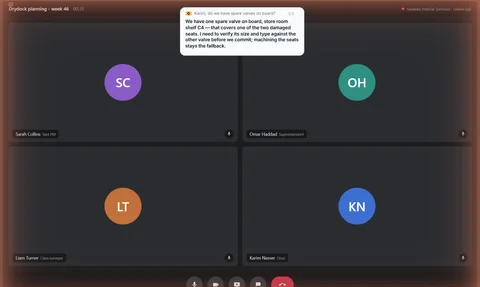 Drydock planning - week 46
Karim, do we have spare valves on board?
We have one spare valve on board, store room
shelf C4 — that covers one of the two damaged
seats. I need to verify its size and type against the
other valve before we commit; machining the seats
stays the fallback.
SC
OH
Sarah Collins
Omar Haddad Superintendent
LT
KN
Liam Turner Class surveyor
Karim Nasser